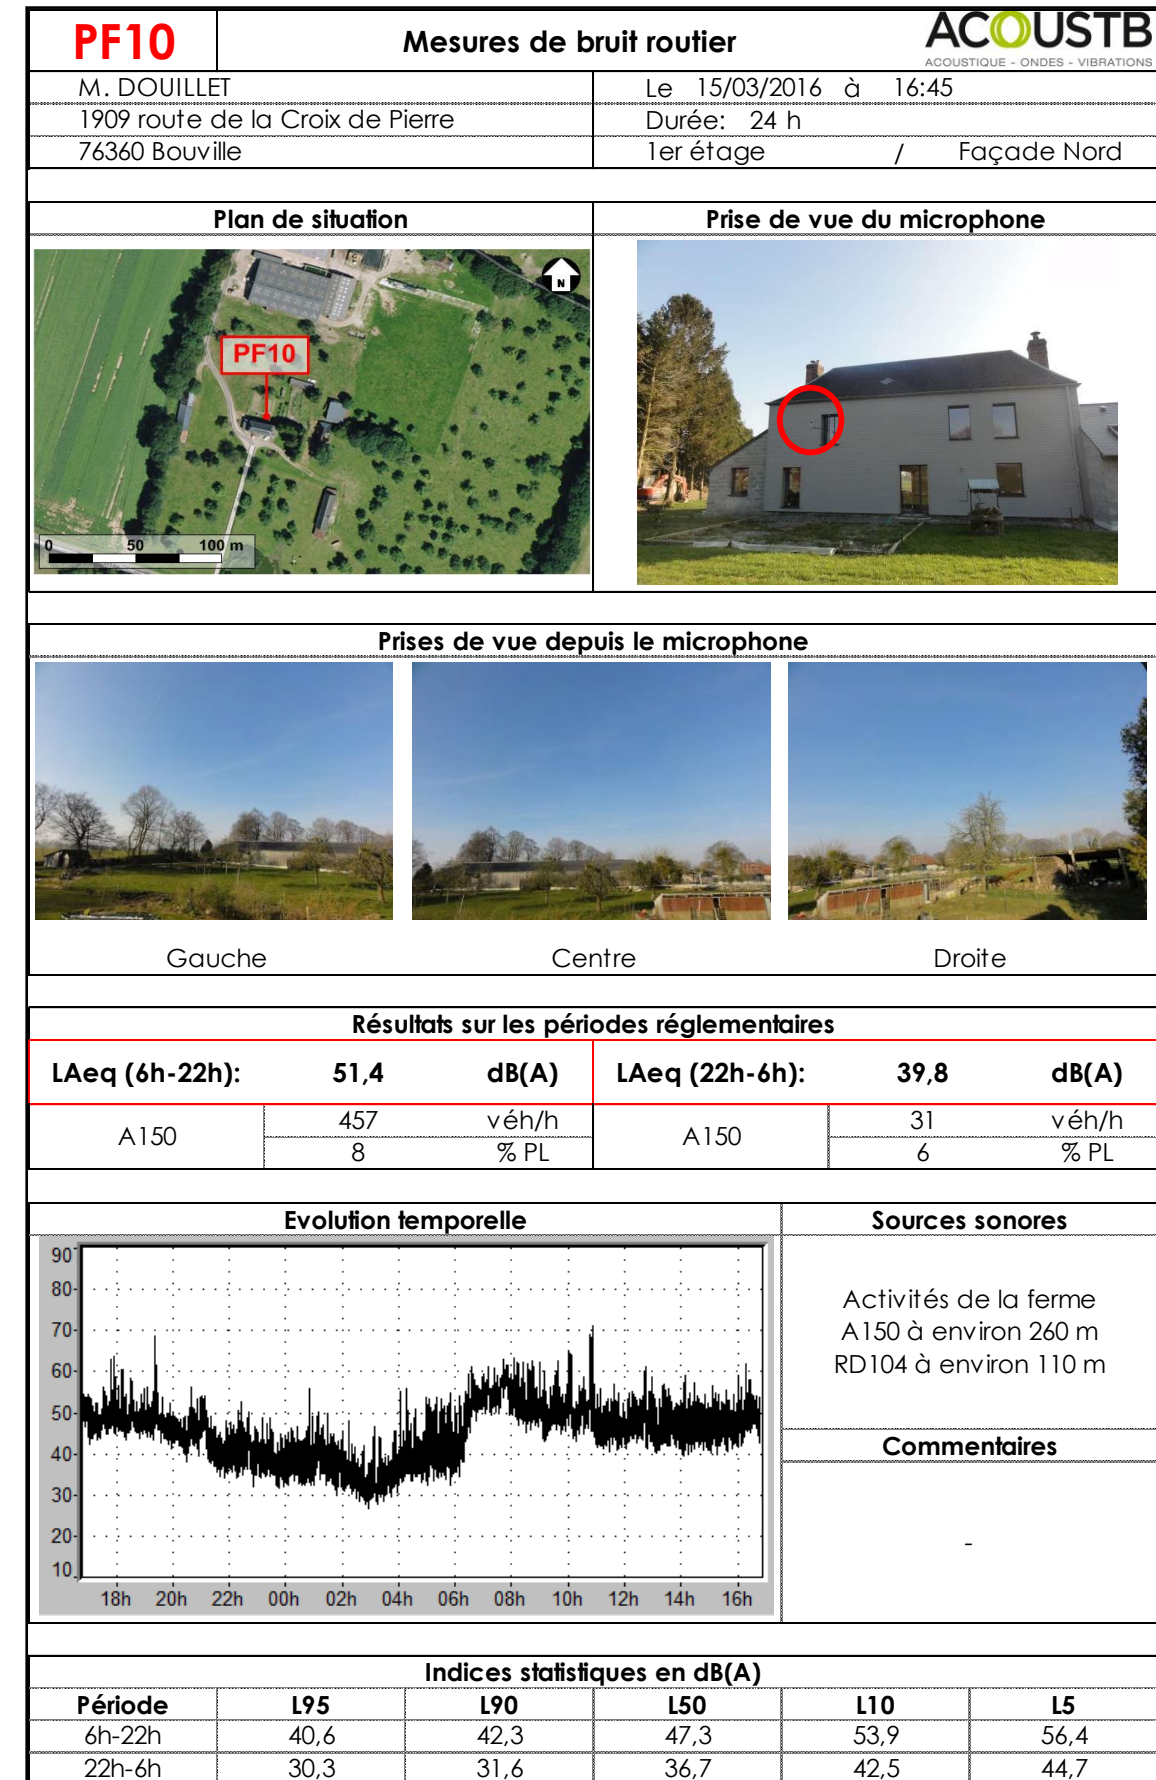 PF10
Mesures de bruit routier
ACOUSTB
ACOUSTIQUE - ONDES - VIBRATIONS
M. DOUILLET
Le 15/03/2016 à 16:45
1909 route de la Croix de Pierre
Durée: 24 h
76360 Bouville
1er étage / Façade Nord
Plan de situation
Prise de vue du microphone
N
PF10
0 50 100 m
Prises de vue depuis le microphone
Gauche Centre Droite
Résultats sur les périodes réglementaires
LAeq (6h-22h): 51,4 dB(A) LAeq (22h-6h): 39,8 dB(A)
A150 457 véh/h A150 31 véh/h
8 % PL 6 % PL
Evolution temporelle
Sources sonores
90
80
70
60
50
40
30
20
10
18h 20h 22h 00h 02h 04h 06h 08h 10h 12h 14h 16h
Activités de la ferme
A150 à environ 260 m
RD104 à environ 110 m
Commentaires
-
Indices statistiques en dB(A)
Période L95 L90 L50 L10 L5
6h-22h 40,6 42,3 47,3 53,9 56,4
22h-6h 30,3 31,6 36,7 42,5 44,7